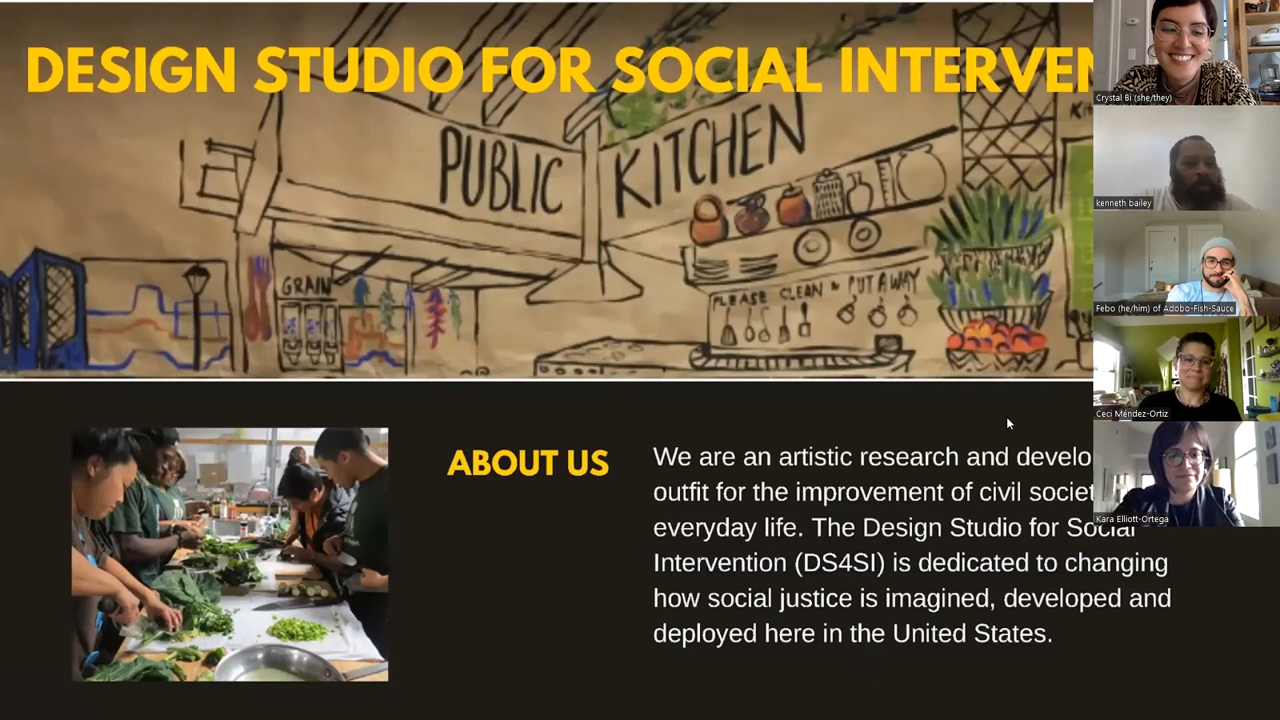 DESIGN STUDIO FOR SOCIAL INTERVEN
PUBLIC KITCHEN
GRAIN
PLEASE CLEAN & PUT AWAY
ABOUT US
We are an artistic research and develo
outfit for the improvement of civil societ
everyday life. The Design Studio for Social
Intervention (DS4SI) is dedicated to changing
how social justice is imagined, developed and
deployed here in the United States.
Crystal Bi (she/they)
kenneth bailey
Febo (he/him) of Adobo-Fish-Sauce
Ceci Méndez-Ortiz
Kara Elliott-Ortega